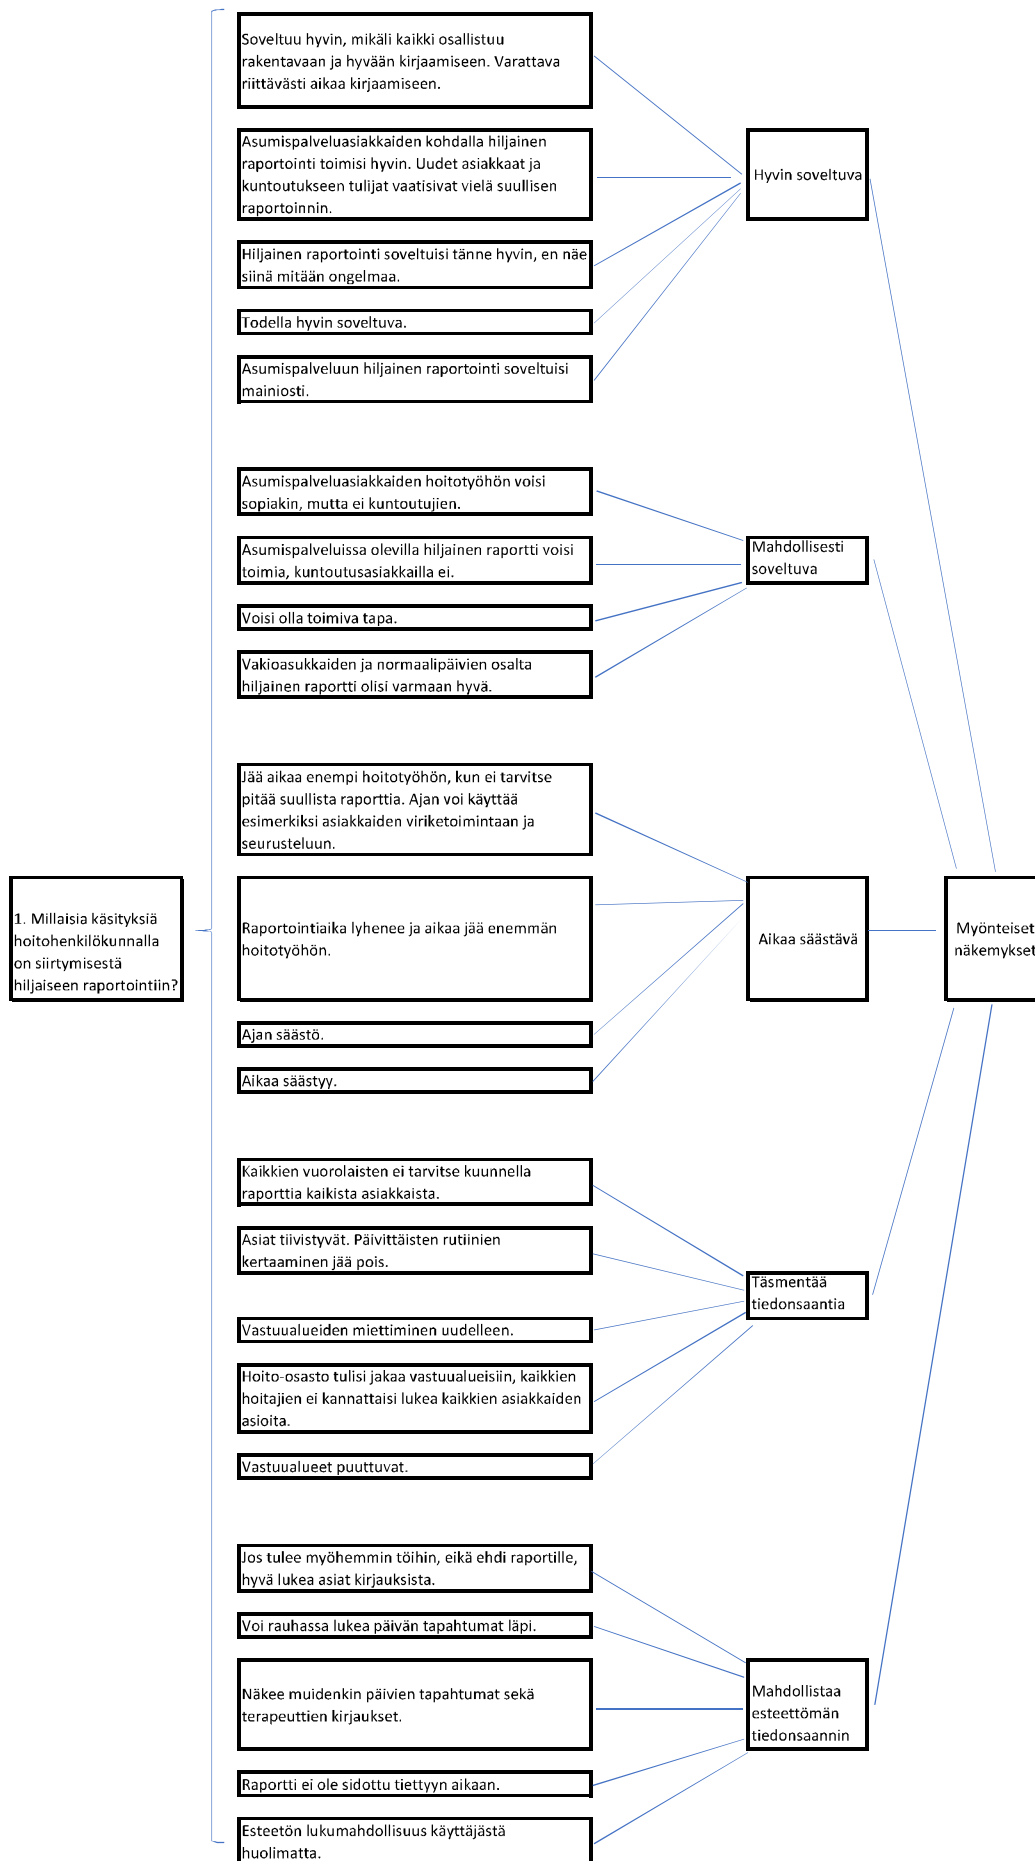 Soveltuu hyvin, mikäli kaikki osallistuu
rakentavaan ja hyvään kirjaamiseen. Varattava
riittävästi aikaa kirjaamiseen.
Asumispalveluasiakkaiden kohdalla hiljainen
raportointi toimisi hyvin. Uudet asiakkaat ja
kuntoutukseen tulijat vaatisivat vielä suullisen
raportoinnin.
Hiljainen raportointi soveltuisi tänne hyvin, en näe
siinä mitään ongelmaa.
Todella hyvin soveltuva.
Asumispalveluun hiljainen raportointi soveltuisi
mainiosti.
Hyvin soveltuva
Asumispalveluasiakkaiden hoitotyöhön voisi
sopiakin, mutta ei kuntoutujien.
Asumispalveluissa olevilla hiljainen raportti voisi
toimia, kuntoutusasiakkailla ei.
Voisi olla toimiva tapa.
Vakioasukkaiden ja normaalipäivien osalta
hiljainen raportti olisi varmaan hyvä.
Mahdollisesti
soveltuva
Jää aikaa enempi hoitotyöhön, kun ei tarvitse
pitää suullista raporttia. Ajan voi käyttää
esimerkiksi asiakkaiden viriketoimintaan ja
seurusteluun.
Raportointiaika lyhenee ja aikaa jää enemmän
hoitotyöhön.
Ajan säästö.
Aikaa säästyy.
Aikaa säästävä
1. Millaisia käsityksiä
hoitohenkilökunnalla
on siirtymisestä
hiljaiseen raportointiin?
Myönteiset
näkemykset
Kaikkien vuorolaisten ei tarvitse kuunnella
raporttia kaikista asiakkaista.
Asiat tiivistyvät. Päivittäisten rutiinien
kertaaminen jää pois.
Vastuualueiden miettiminen uudelleen.
Hoito-osasto tulisi jakaa vastuualueisiin, kaikkien
hoitajien ei kannattaisi lukea kaikkien asiakkaiden
asioita.
Vastuualueet puuttuvat.
Täsmentää
tiedonsaantia
Jos tulee myöhemmin töihin, eikä ehdi raportille,
hyvä lukea asiat kirjauksista.
Voi rauhassa lukea päivän tapahtumat läpi.
Näkee muidenkin päivien tapahtumat sekä
terapeuttien kirjaukset.
Raportti ei ole sidottu tiettyyn aikaan.
Esteetön lukumahdollisuus käyttäjästä
huolimatta.
Mahdollistaa
esteettömän
tiedonsaannin